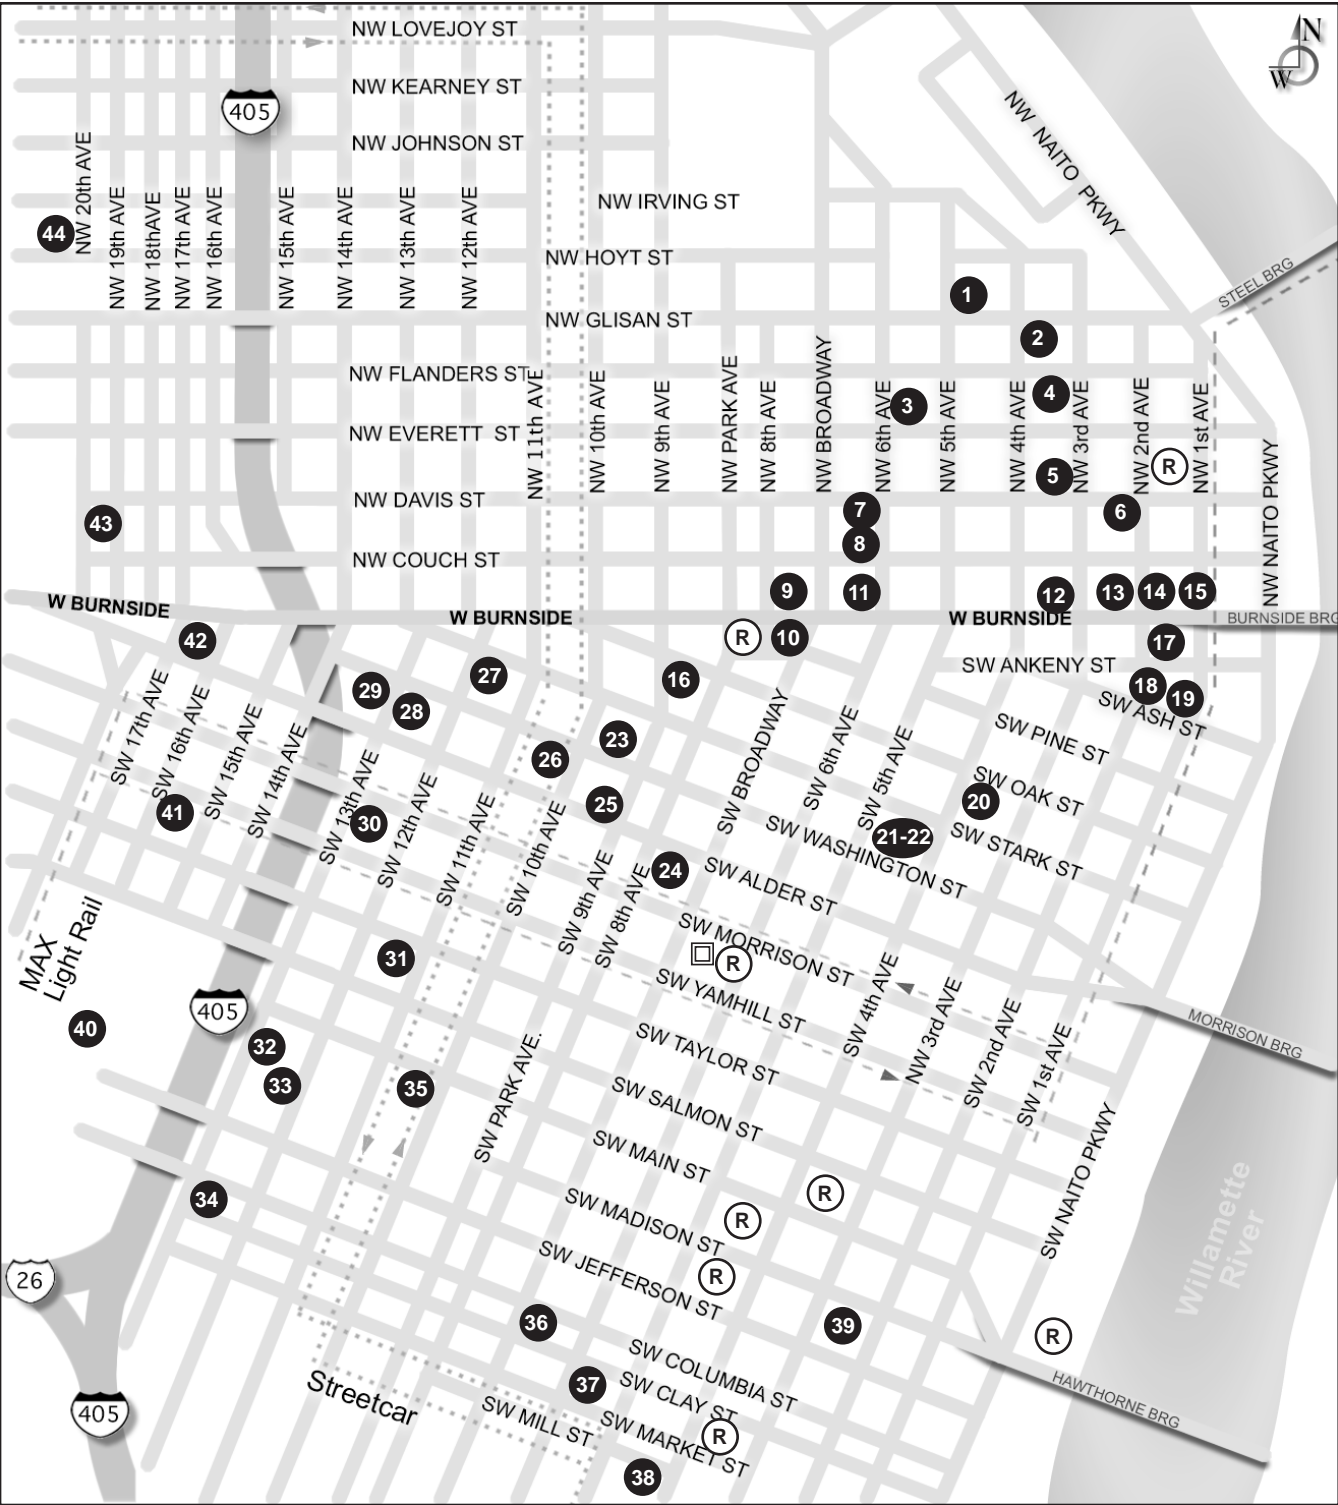 NW LOVEJOY ST
N
W
NW KEARNEY ST
405
NW NAITO PKWY
NW JOHNSON ST
NW 20th AVE
NW 19th AVE
NW 18thAVE
NW 17th AVE
NW 16th AVE
NW 15th AVE
NW 14th AVE
NW 13th AVE
NW 12th AVE
NW IRVING ST
44
NW HOYT ST
STEEL BRG
1
NW GLISAN ST
2
NW FLANDERS ST
NW 11th AVE
NW 10th AVE
NW 9th AVE
NW PARK AVE
NW 8th AVE
NW BROADWAY
NW 6th AVE
3
NW 5th AVE
NW 4th AVE
4
NW 3rd AVE
NW 2nd AVE
NW 1st AVE
NW EVERETT ST
R
5
NW NAITO PKWY
NW DAVIS ST
7
6
43
8
NW COUCH ST
9
11
12
13
14
15
W BURNSIDE
W BURNSIDE
W BURNSIDE
BURNSIDE BRG
42
R
10
17
SW ANKENY ST
27
16
29
28
18
19
SW ASH ST
SW 17th AVE
SW 16th AVE
SW 15th AVE
SW 14th AVE
SW 13th AVE
SW 12th AVE
SW 11th AVE
SW 10th AVE
SW 9th AVE
SW 8th AVE
SW BROADWAY
SW 6th AVE
SW 5th AVE
SW PINE ST
23
26
SW OAK ST
20
25
41
30
21-22
SW STARK ST
SW WASHINGTON ST
24
SW ALDER ST
SW MORRISON ST
R
31
MAX
Light Rail
SW YAMHILL ST
SW 4th AVE
NW 3rd AVE
SW 2nd AVE
SW 1st AVE
405
40
32
MORRISON BRG
SW TAYLOR ST
33
35
SW PARK AVE.
SW SALMON ST
SW NAITO PKWY
SW MAIN ST
34
R
R
SW MADISON ST
Willamette
River
26
R
SW JEFFERSON ST
36
39
R
SW COLUMBIA ST
37
SW CLAY ST
HAWTHORNE BRG
Streetcar
405
SW MILL ST
SW MARKET ST
R
38